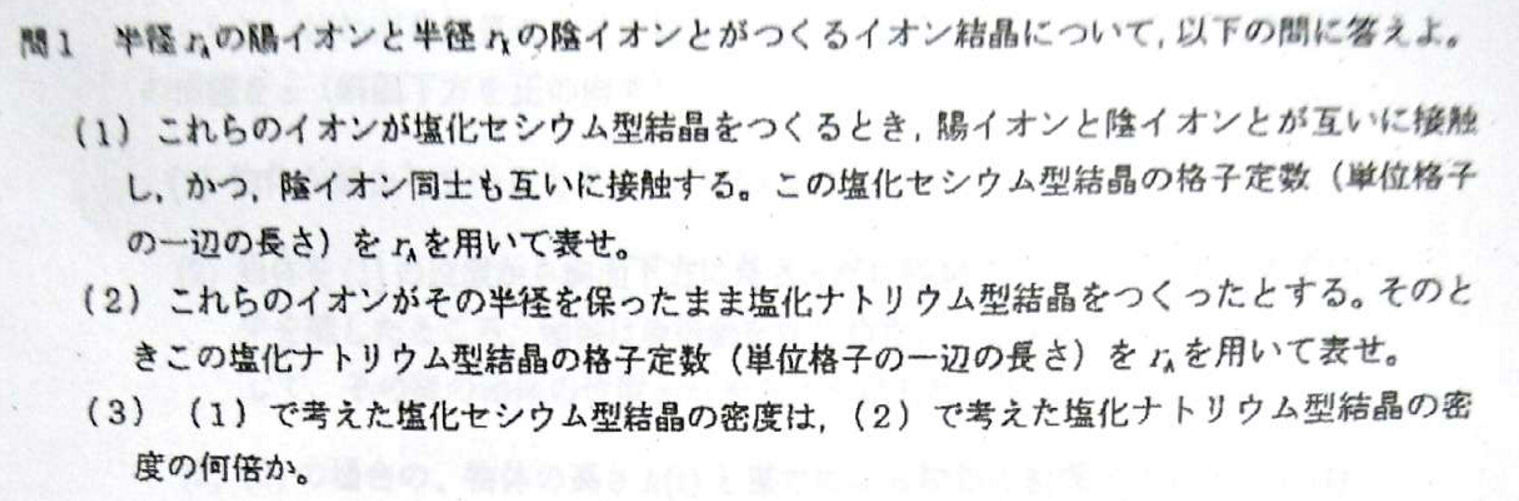 問1 半径 rAの陽イオンと半径 rXの陰イオンとがつくるイオン結晶について,以下の問に答えよ。
(1) これらのイオンが塩化セシウム型結晶をつくるとき,陽イオンと陰イオンとが互いに接触
し,かつ,陰イオン同士も互いに接触する。この塩化セシウム型結晶の格子定数(単位格子
の一辺の長さ)を rAを用いて表せ。
(2) これらのイオンがその半径を保ったまま塩化ナトリウム型結晶をつくったとする。そのと
きこの塩化ナトリウム型結晶の格子定数(単位格子の一辺の長さ)を rAを用いて表せ。
(3) (1)で考えた塩化セシウム型結晶の密度は,(2)で考えた塩化ナトリウム型結晶の密
度の何倍か。